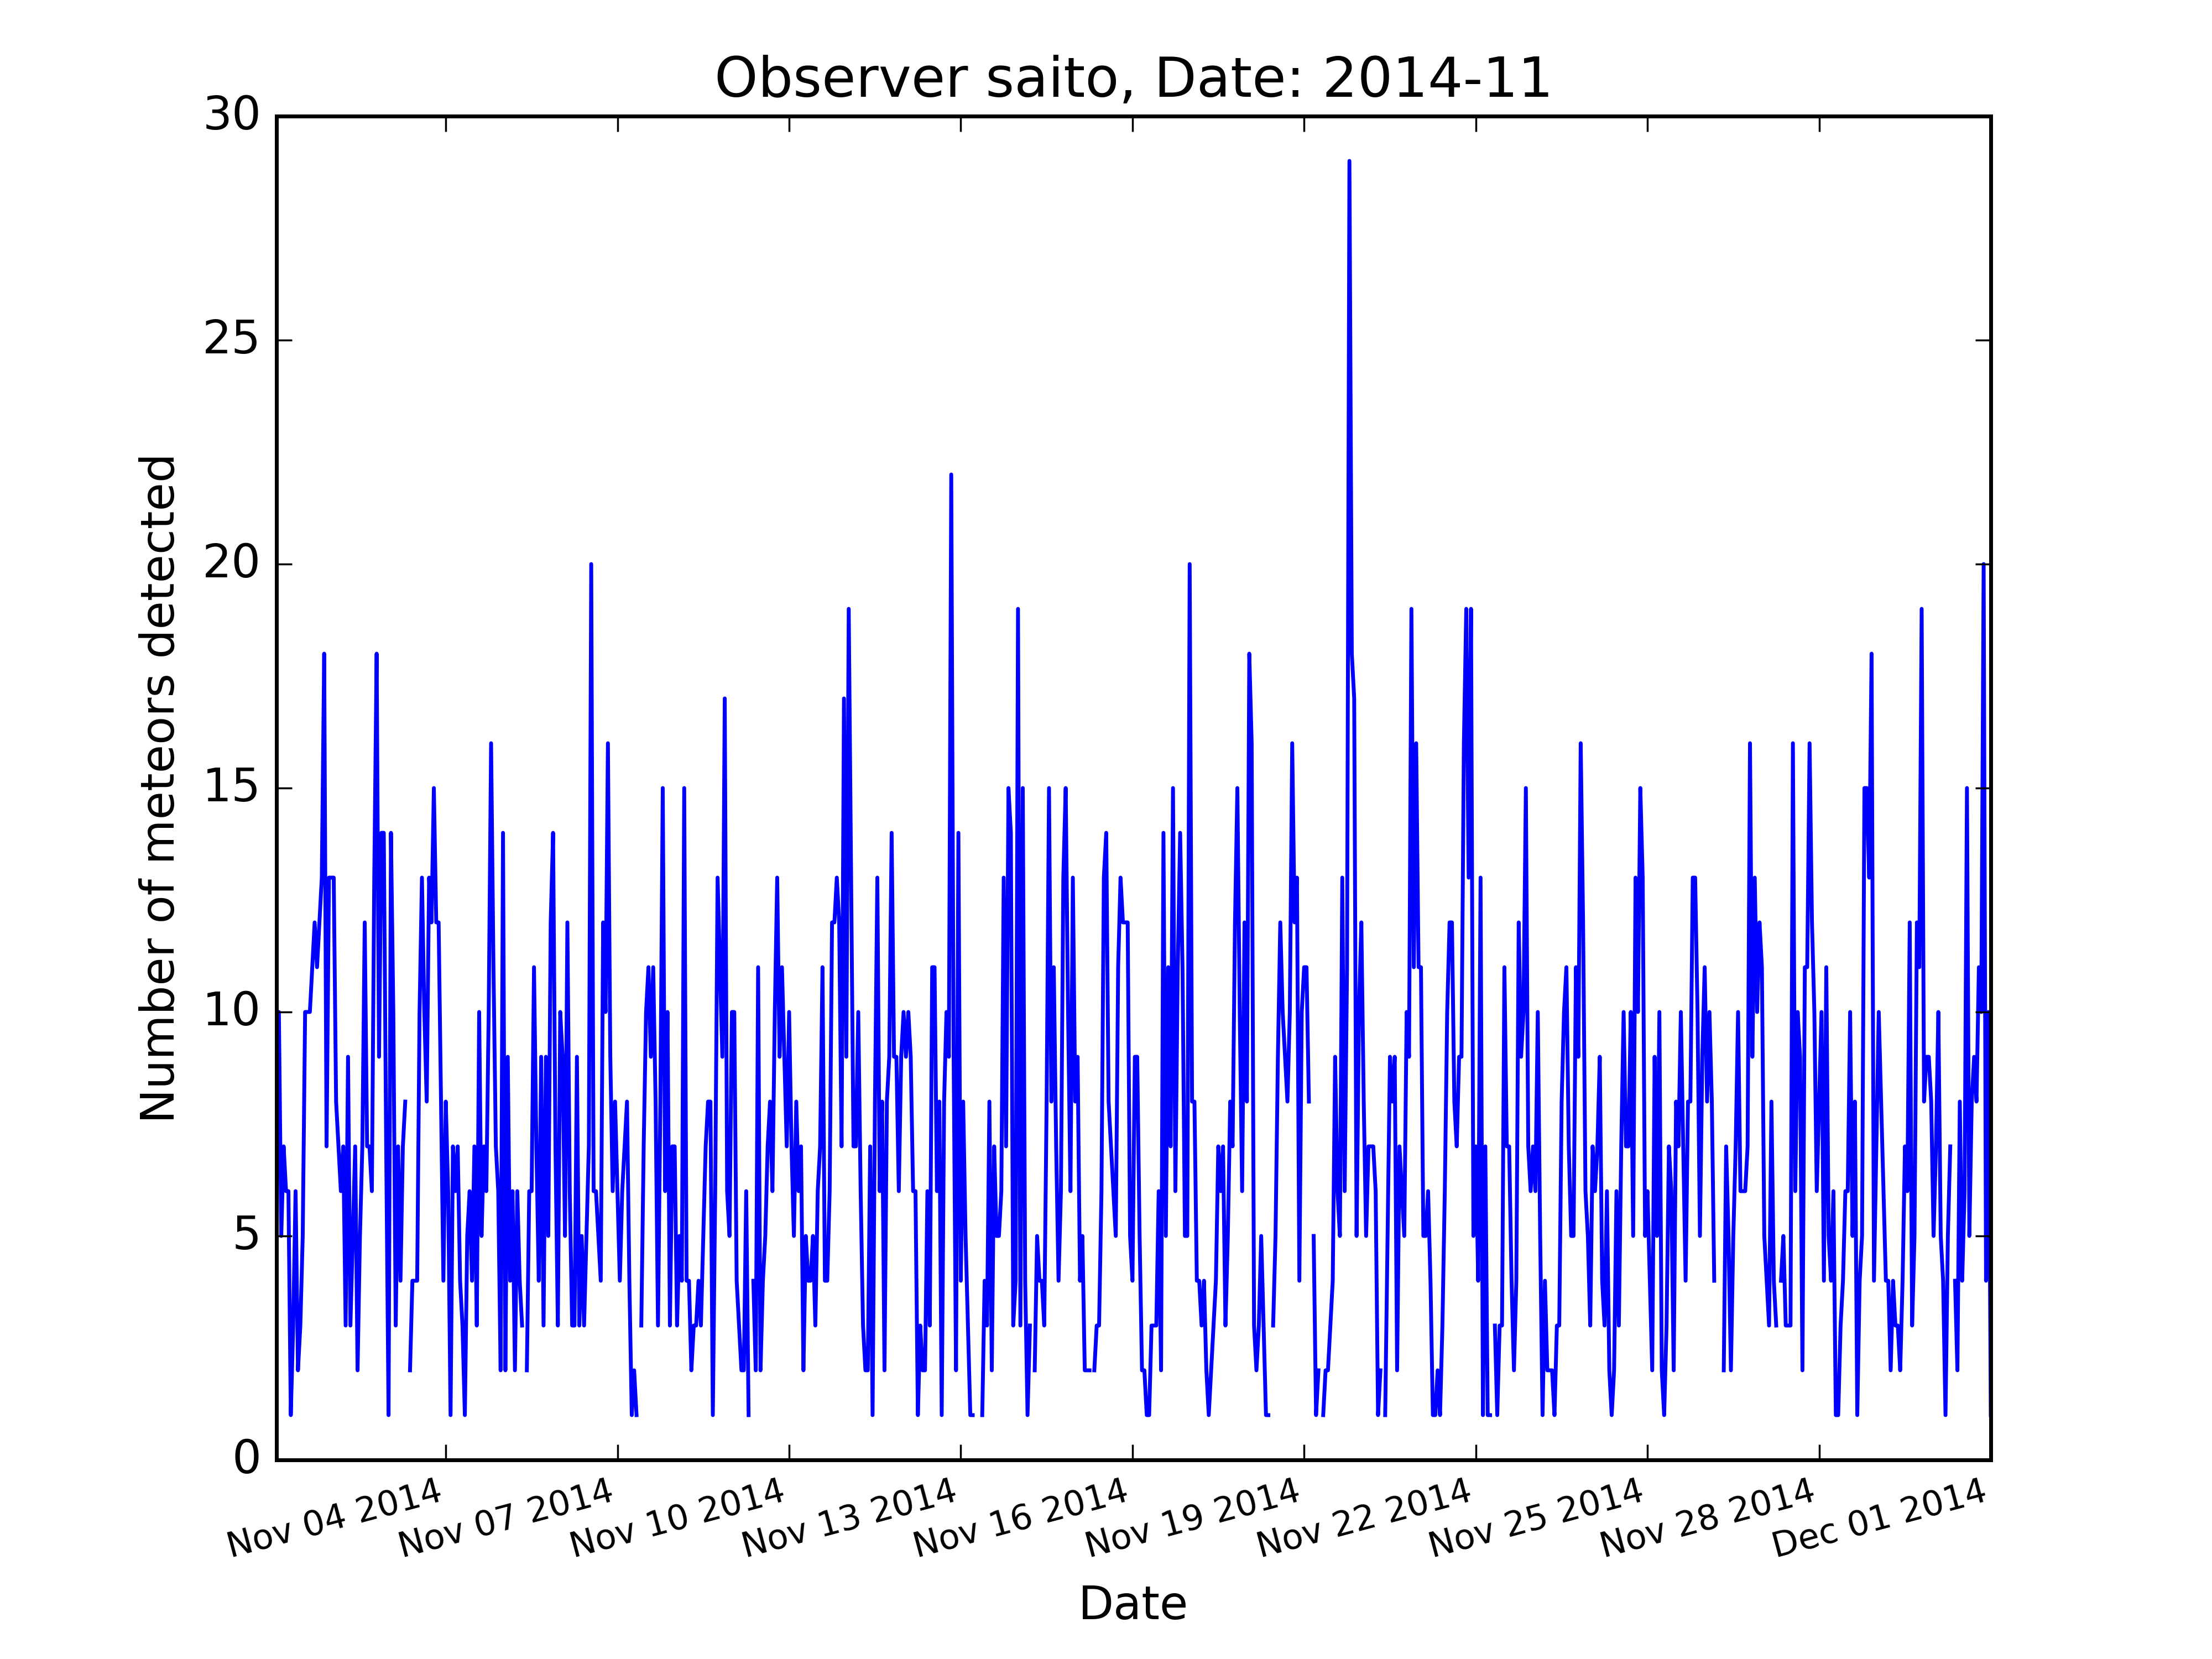 Observer saito, Date: 2014-11
Number of meteors detected
30
25
20
15
10
5
0
Nov 04 2014
Nov 07 2014
Nov 10 2014
Nov 13 2014
Nov 16 2014
Nov 19 2014
Nov 22 2014
Nov 25 2014
Nov 28 2014
Dec 01 2014
Date